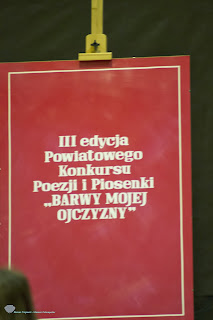 III edycja
Powiatowego
Konkursu
Poezji i Piosenki
„BARWY MOJEJ
OJCZYZNY”